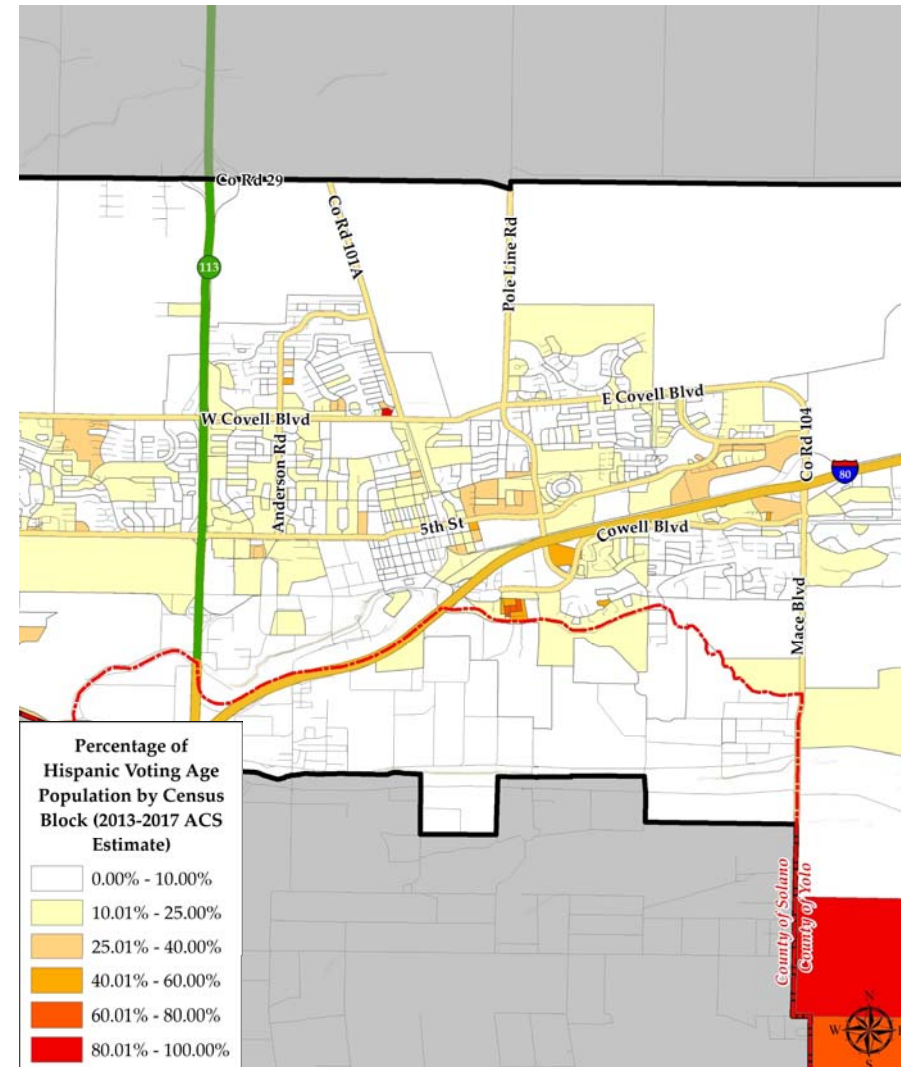 Co Rd 29
113
Co Rd 101A
Pole Line Rd
E Covell Blvd
W Covell Blvd
Anderson Rd
Co Rd 104
80
5th St
Cowell Blvd
Mace Blvd
County of Solano
County of Yolo
Percentage of
Hispanic Voting Age
Population by Census
Block (2013-2017 ACS
Estimate)
0.00% - 10.00%
10.01% - 25.00%
25.01% - 40.00%
40.01% - 60.00%
60.01% - 80.00%
80.01% - 100.00%
N
W
S